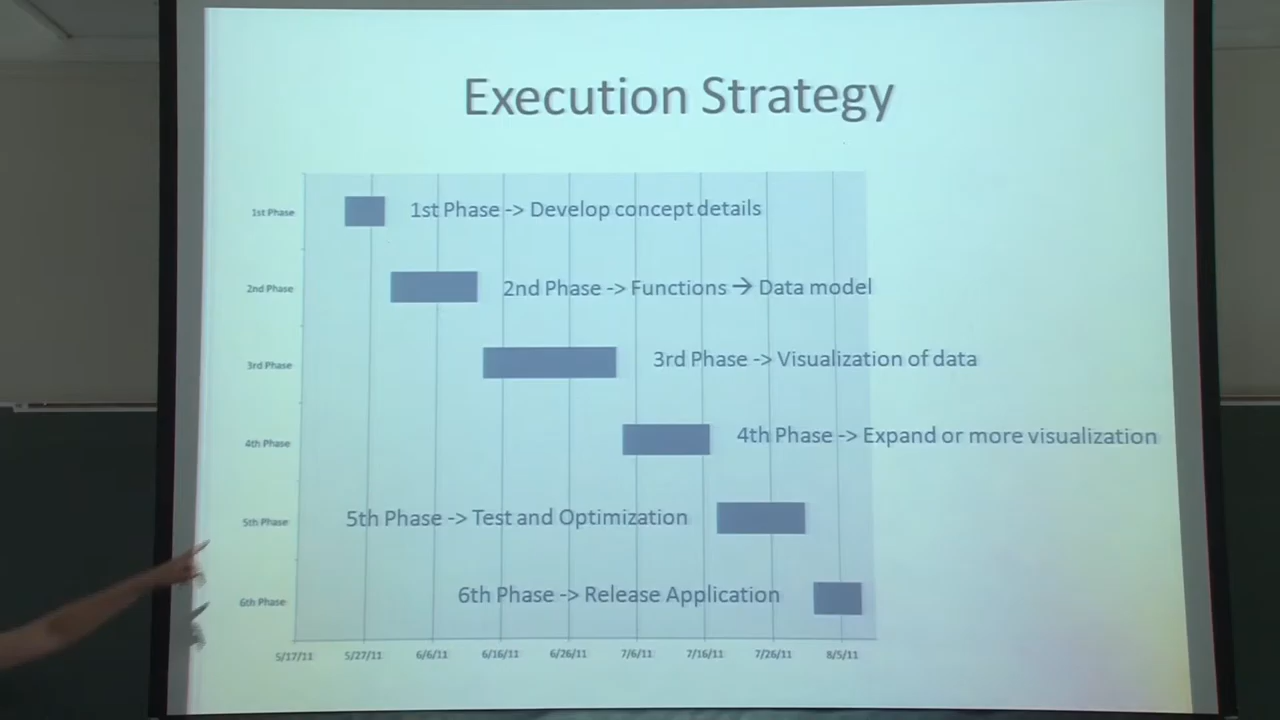 Execution Strategy
1st Phase
1st Phase -> Develop concept details
2nd Phase
2nd Phase -> Functions → Data model
3rd Phase
3rd Phase -> Visualization of data
4th Phase
4th Phase -> Expand or more visualization
5th Phase
5th Phase -> Test and Optimization
6th Phase
6th Phase -> Release Application
5/17/11 5/27/11 6/6/11 6/16/11 6/26/11 7/6/11 7/16/11 7/26/11 8/5/11